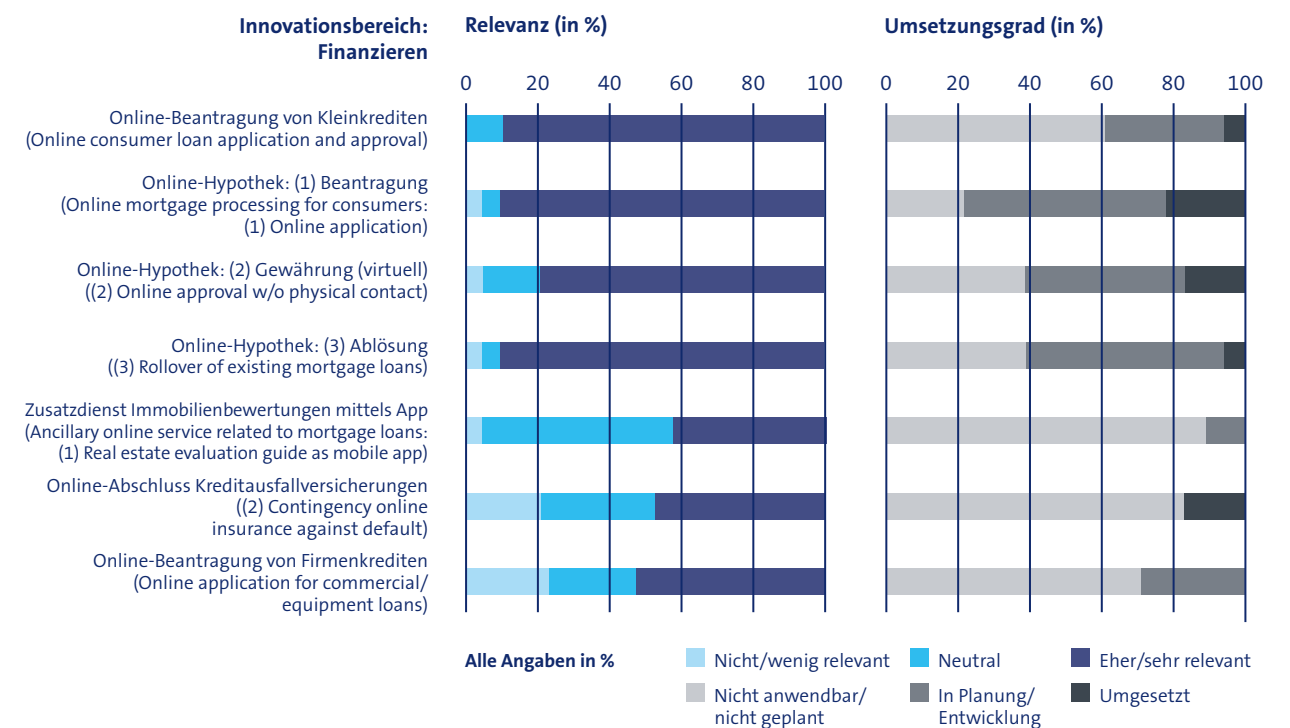 Innovationsbereich:
Finanzieren
Relevanz (in %)
Umsetzungsgrad (in %)
0 20 40 60 80 100
0 20 40 60 80 100
Online-Beantragung von Kleinkrediten
(Online consumer loan application and approval)
Online-Hypothek: (1) Beantragung
(Online mortgage processing for consumers:
(1) Online application)
Online-Hypothek: (2) Gewährung (virtuell)
((2) Online approval w/o physical contact)
Online-Hypothek: (3) Ablösung
((3) Rollover of existing mortgage loans)
Zusatzdienst Immobilienbewertungen mittels App
(Ancillary online service related to mortgage loans:
(1) Real estate evaluation guide as mobile app)
Online-Abschluss Kreditausfallversicherungen
((2) Contingency online
insurance against default)
Online-Beantragung von Firmenkrediten
(Online application for commercial/
equipment loans)
Alle Angaben in %
Nicht/wenig relevant
Neutral
Eher/sehr relevant
Nicht anwendbar/
nicht geplant
In Planung/
Entwicklung
Umgesetzt